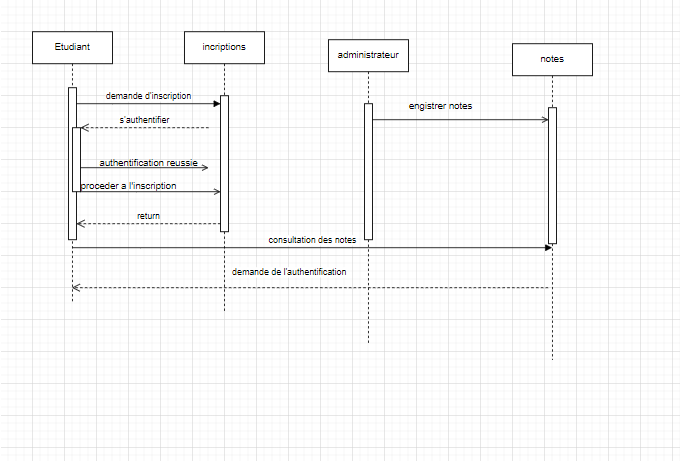 Etudiant
incriptions
administrateur
notes
demande d'inscription
engistrer notes
s'authentifier
authentification reussie
proceder a l'inscription
return
consultation des notes
demande de l'authentification